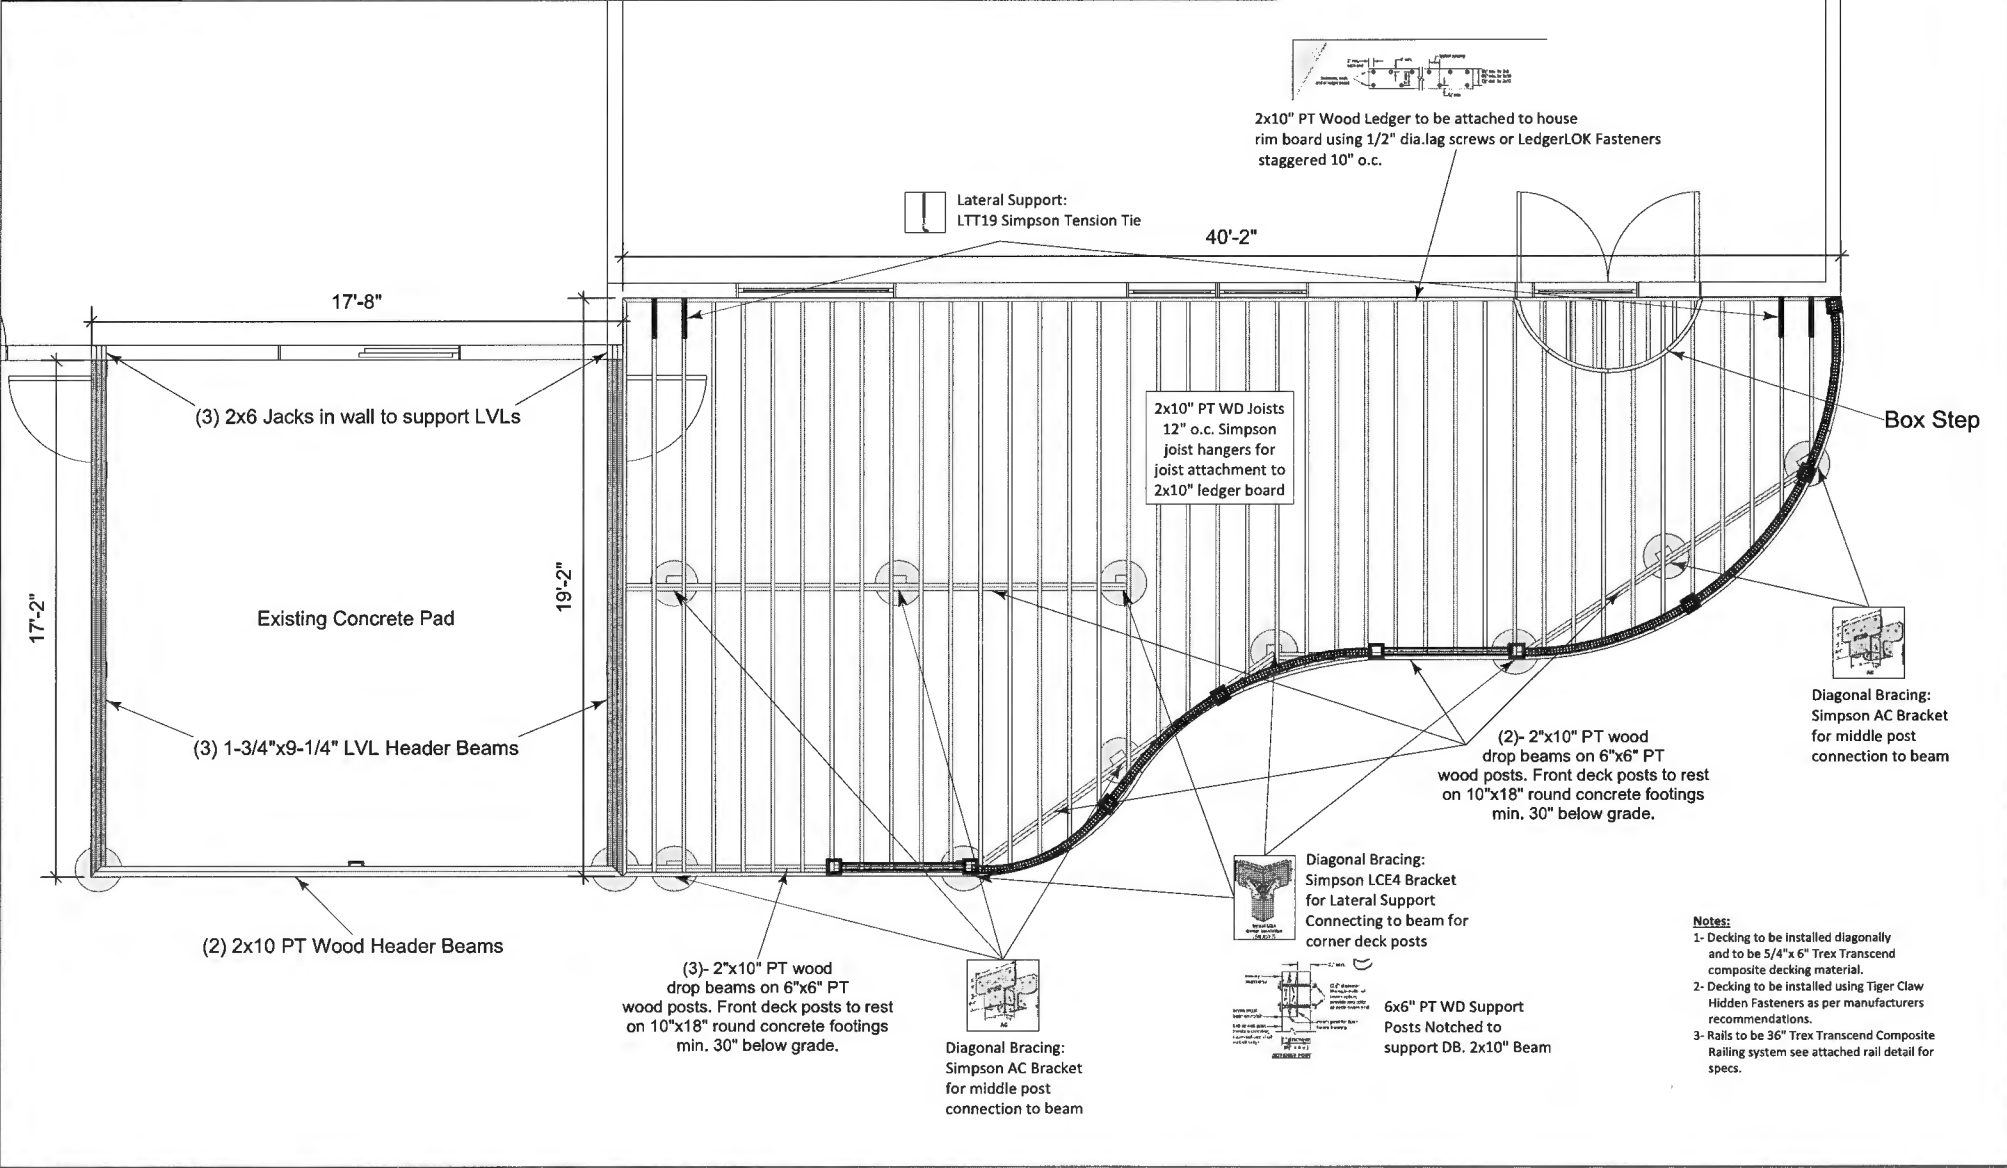 2x10" PT Wood Ledger to be attached to house
rim board using 1/2" dia.lag screws or LedgerLOK Fasteners
staggered 10" o.c.
Lateral Support:
LTT19 Simpson Tension Tie
40'-2"
17'-8"
(3) 2x6 Jacks in wall to support LVLs
2x10" PT WD Joists
12" o.c. Simpson
joist hangers for
joist attachment to
2x10" ledger board
Box Step
17'-2"
19'-2"
Existing Concrete Pad
(3) 1-3/4"x9-1/4" LVL Header Beams
Diagonal Bracing:
Simpson AC Bracket
for middle post
connection to beam
(2)- 2"x10" PT wood
drop beams on 6"x6" PT
wood posts. Front deck posts to rest
on 10"x18" round concrete footings
min. 30" below grade.
(2) 2x10 PT Wood Header Beams
(3)- 2"x10" PT wood
drop beams on 6"x6" PT
wood posts. Front deck posts to rest
on 10"x18" round concrete footings
min. 30" below grade.
AC
Diagonal Bracing:
Simpson AC Bracket
for middle post
connection to beam
Diagonal Bracing:
Simpson LCE4 Bracket
for Lateral Support
Connecting to beam for
corner deck posts
6x6" PT WD Support
Posts Notched to
support DB. 2x10" Beam
Notes:
1- Decking to be installed diagonally
and to be 5/4"x 6" Trex Transcend
composite decking material.
2- Decking to be installed using Tiger Claw
Hidden Fasteners as per manufacturers
recommendations.
3- Rails to be 36" Trex Transcend Composite
Railing system see attached rail detail for
specs.